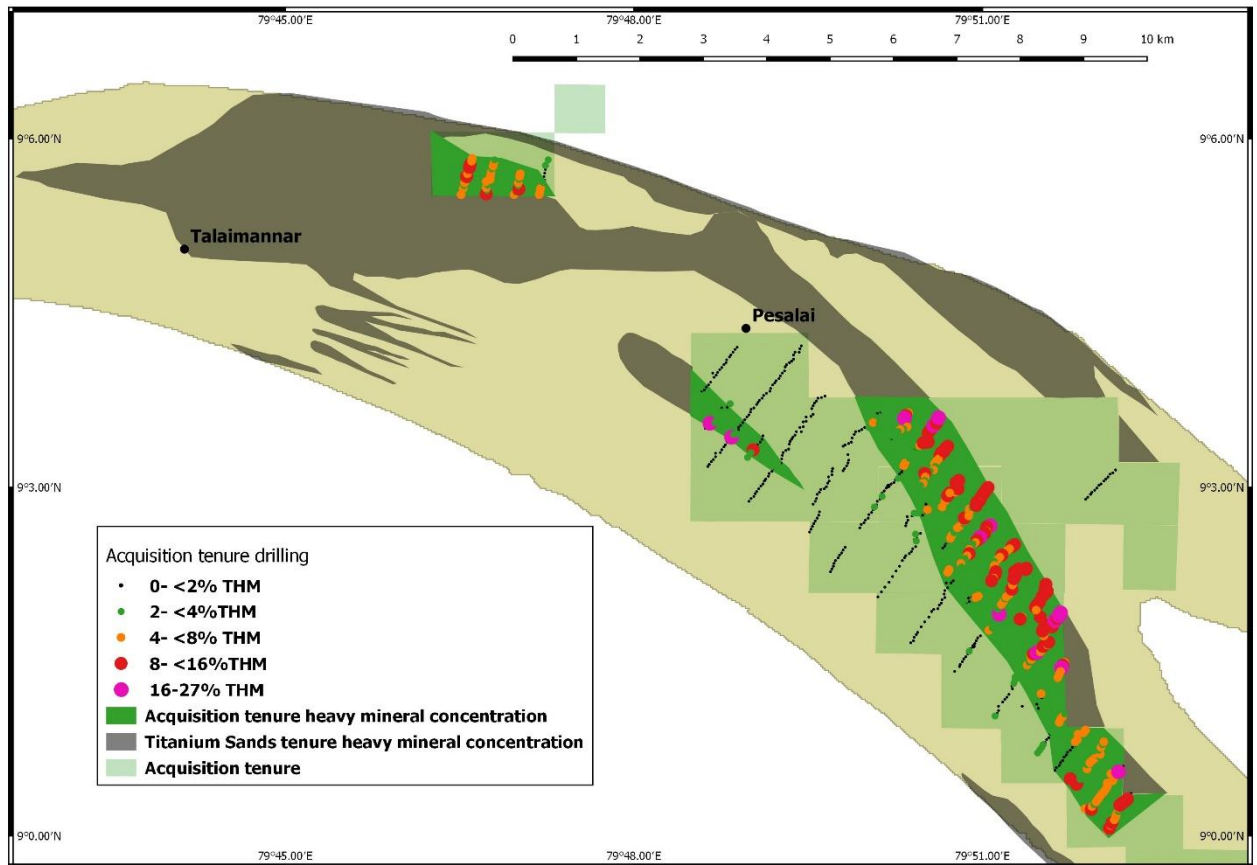 79°45.00'E 79°48.00'E 79°51.00'E
0 1 2 3 4 5 6 7 8 9 10 km
9°6.00'N 9°6.00'N
Talaimannar
Pesalai
9°3.00'N 9°3.00'N
Acquisition tenure drilling
0- <2% THM
2- <4%THM
4- <8% THM
8- <16%THM
16-27% THM
Acquisition tenure heavy mineral concentration
Titanium Sands tenure heavy mineral concentration
Acquisition tenure
9°0.00'N 9°0.00'N
79°45.00'E 79°48.00'E 79°51.00'E